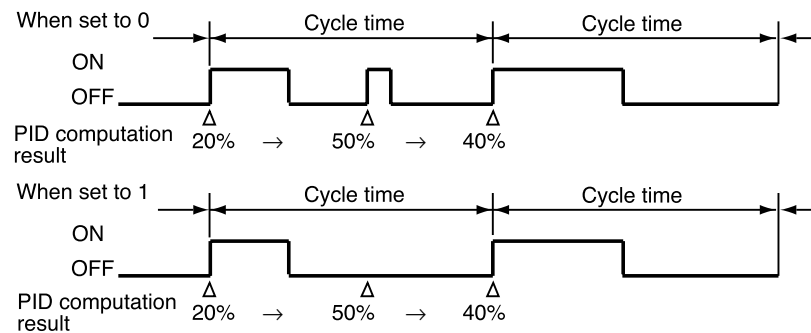 When set to 0
Cycle time
Cycle time
ON
OFF
PID computation
result
20% → 50% → 40%
When set to 1
Cycle time
Cycle time
ON
OFF
PID computation
result
20% → 50% → 40%